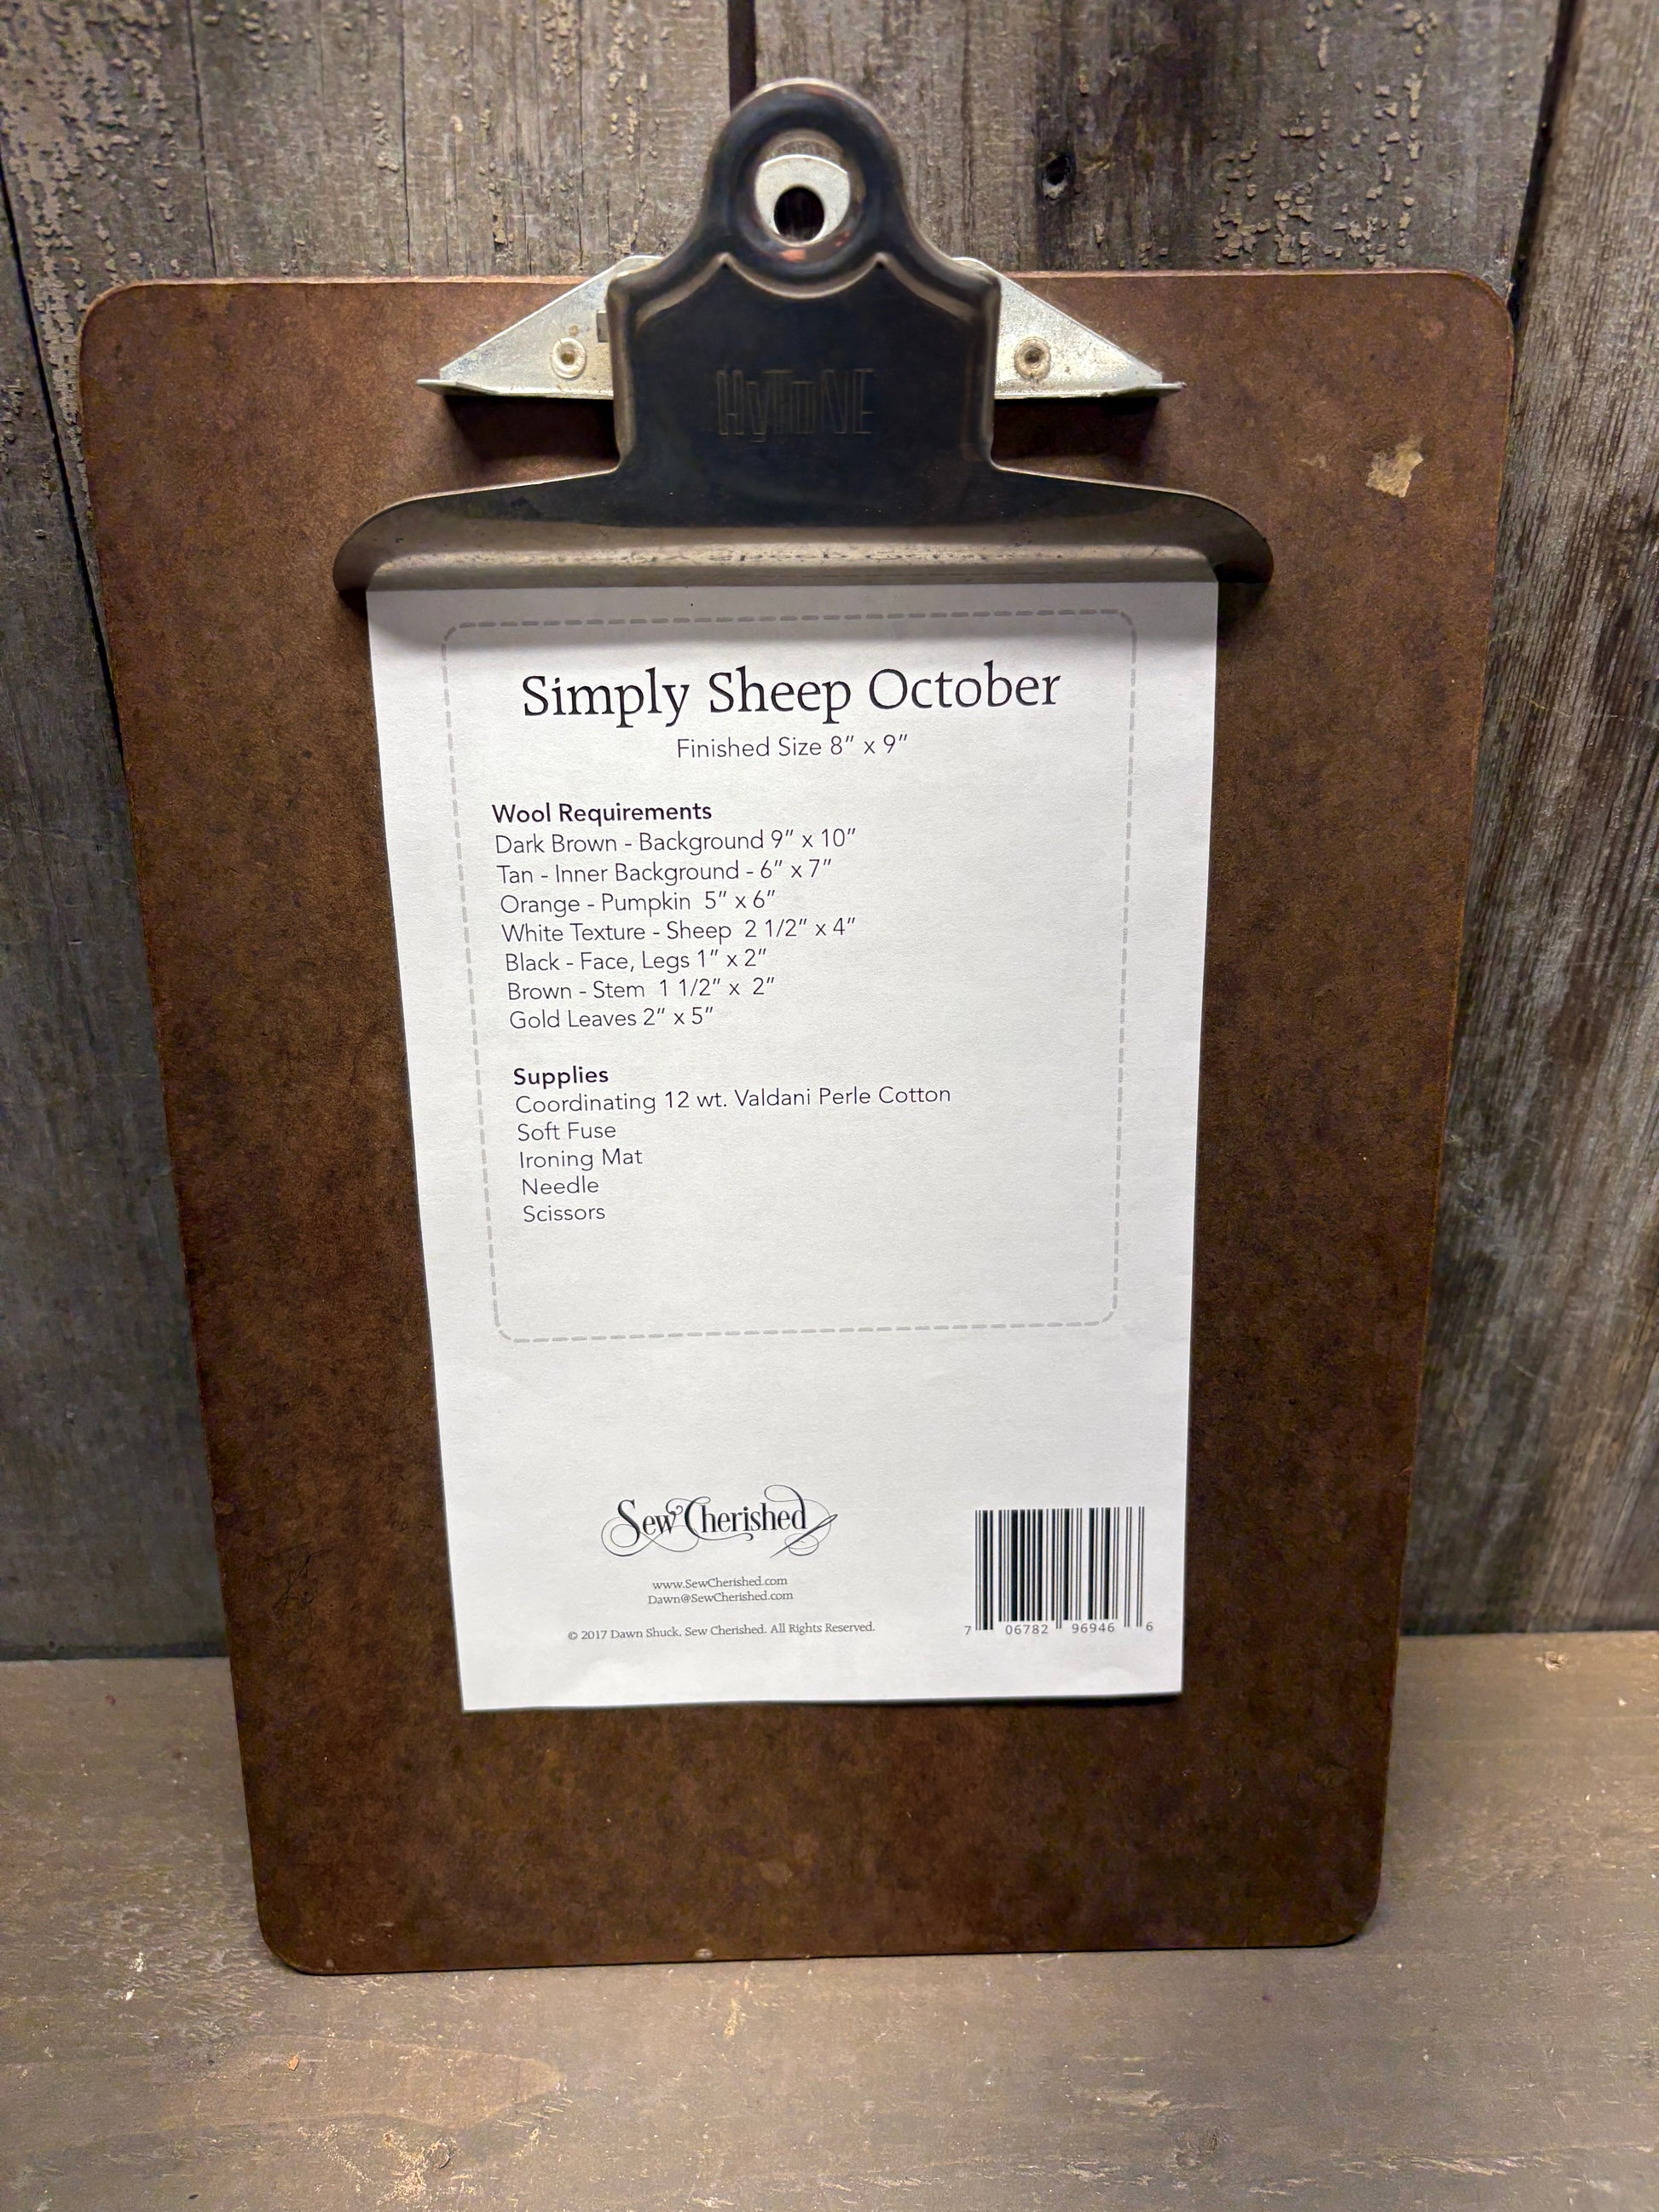 HyTONE
Simply Sheep October
Finished Size 8” x 9”
Wool Requirements
Dark Brown - Background 9” x 10”
Tan - Inner Background - 6” x 7”
Orange - Pumpkin  5” x 6”
White Texture - Sheep  2 1/2” x 4”
Black - Face, Legs 1” x 2”
Brown - Stem  1 1/2” x  2”
Gold Leaves 2” x 5”
Supplies
Coordinating 12 wt. Valdani Perle Cotton
Soft Fuse
Ironing Mat
Needle
Scissors
Sew Cherished
www.SewCherished.com
Dawn@SewCherished.com
© 2017 Dawn Shuck. Sew Cherished. All Rights Reserved.
7 06782 96946 6